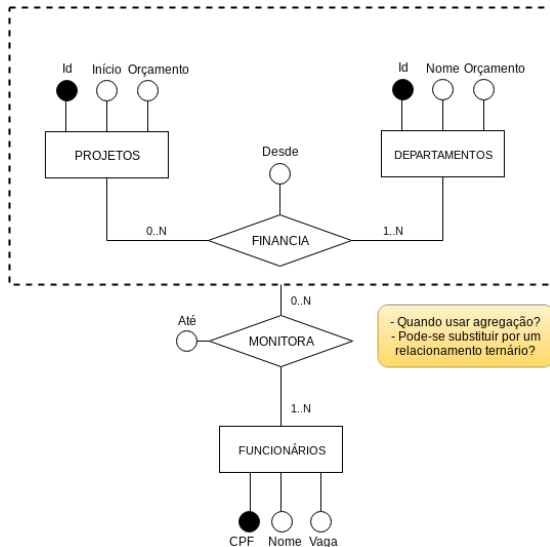 Id Início Orçamento
Id Nome Orçamento
PROJETOS
DEPARTAMENTOS
Desde
0..N
FINANCIA
1..N
0..N
Até
MONITORA
- Quando usar agregação?
- Pode-se substituir por um
relacionamento ternário?
1..N
FUNCIONÁRIOS
CPF Nome Vaga